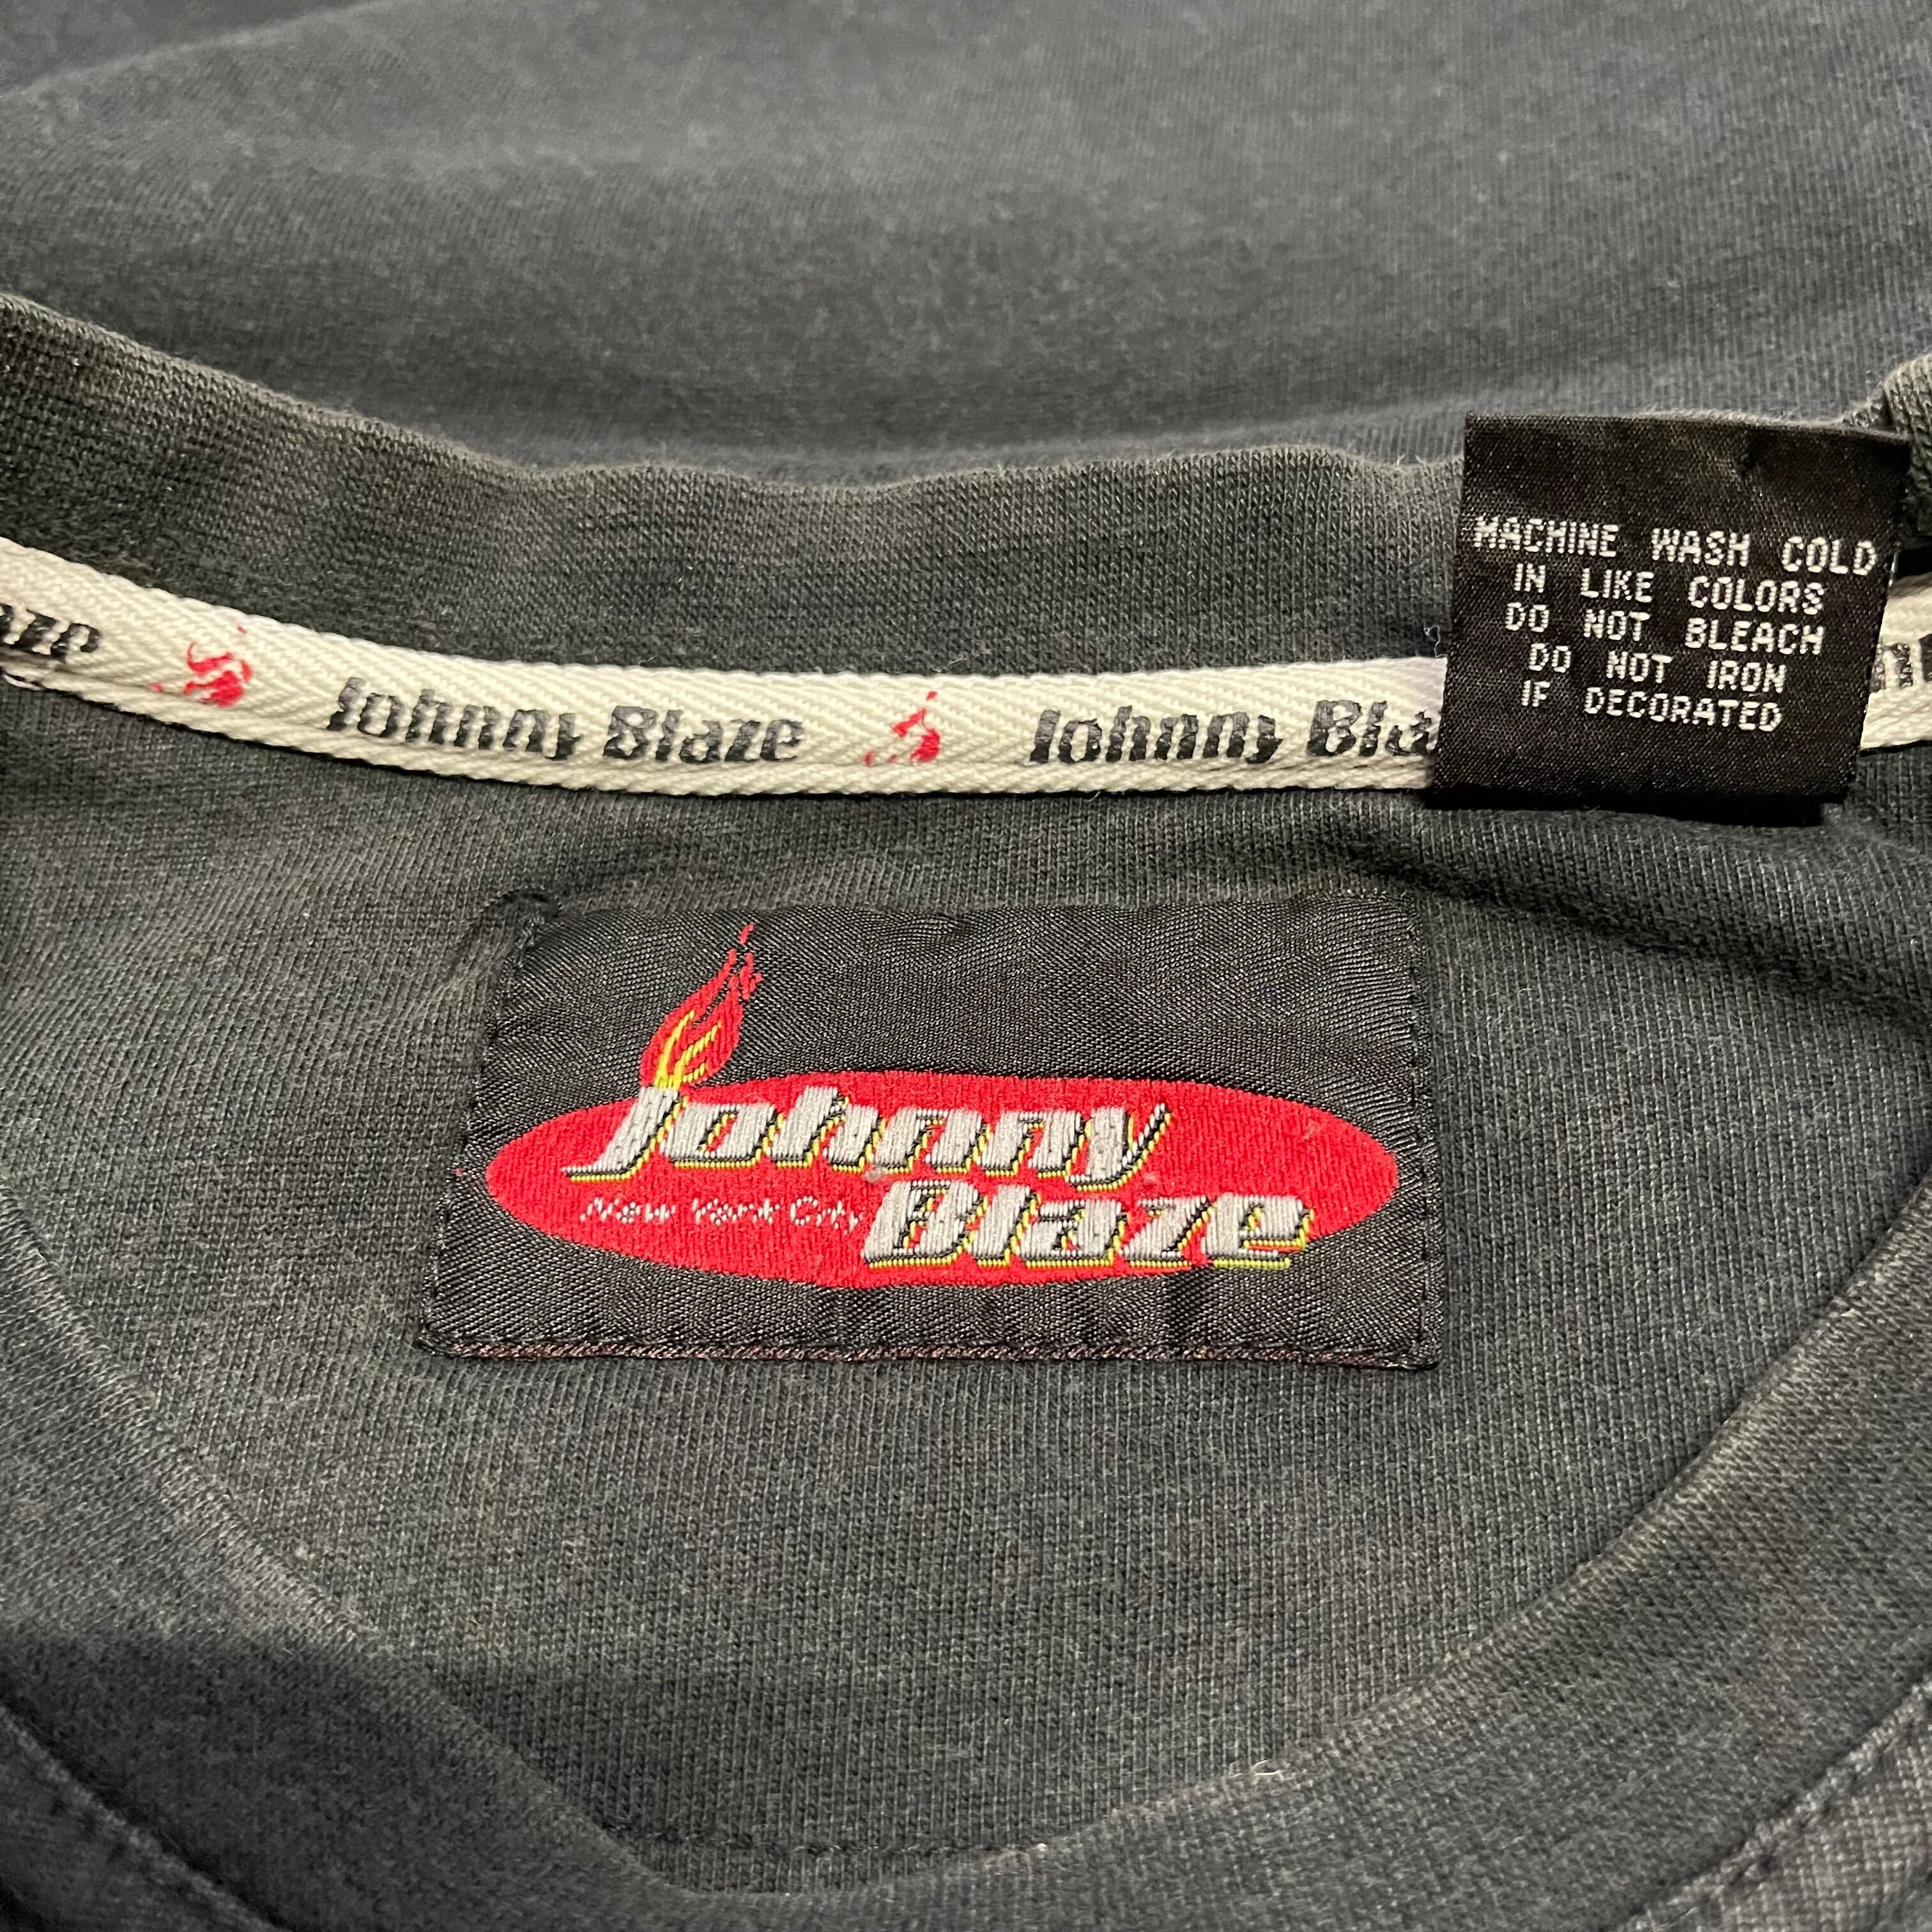 Johnny Blaze Johnny Bla
MACHINE WASH COLD
IN LIKE COLORS
DO NOT BLEACH
DO NOT IRON
IF DECORATED
Johnny
New York City Blaze